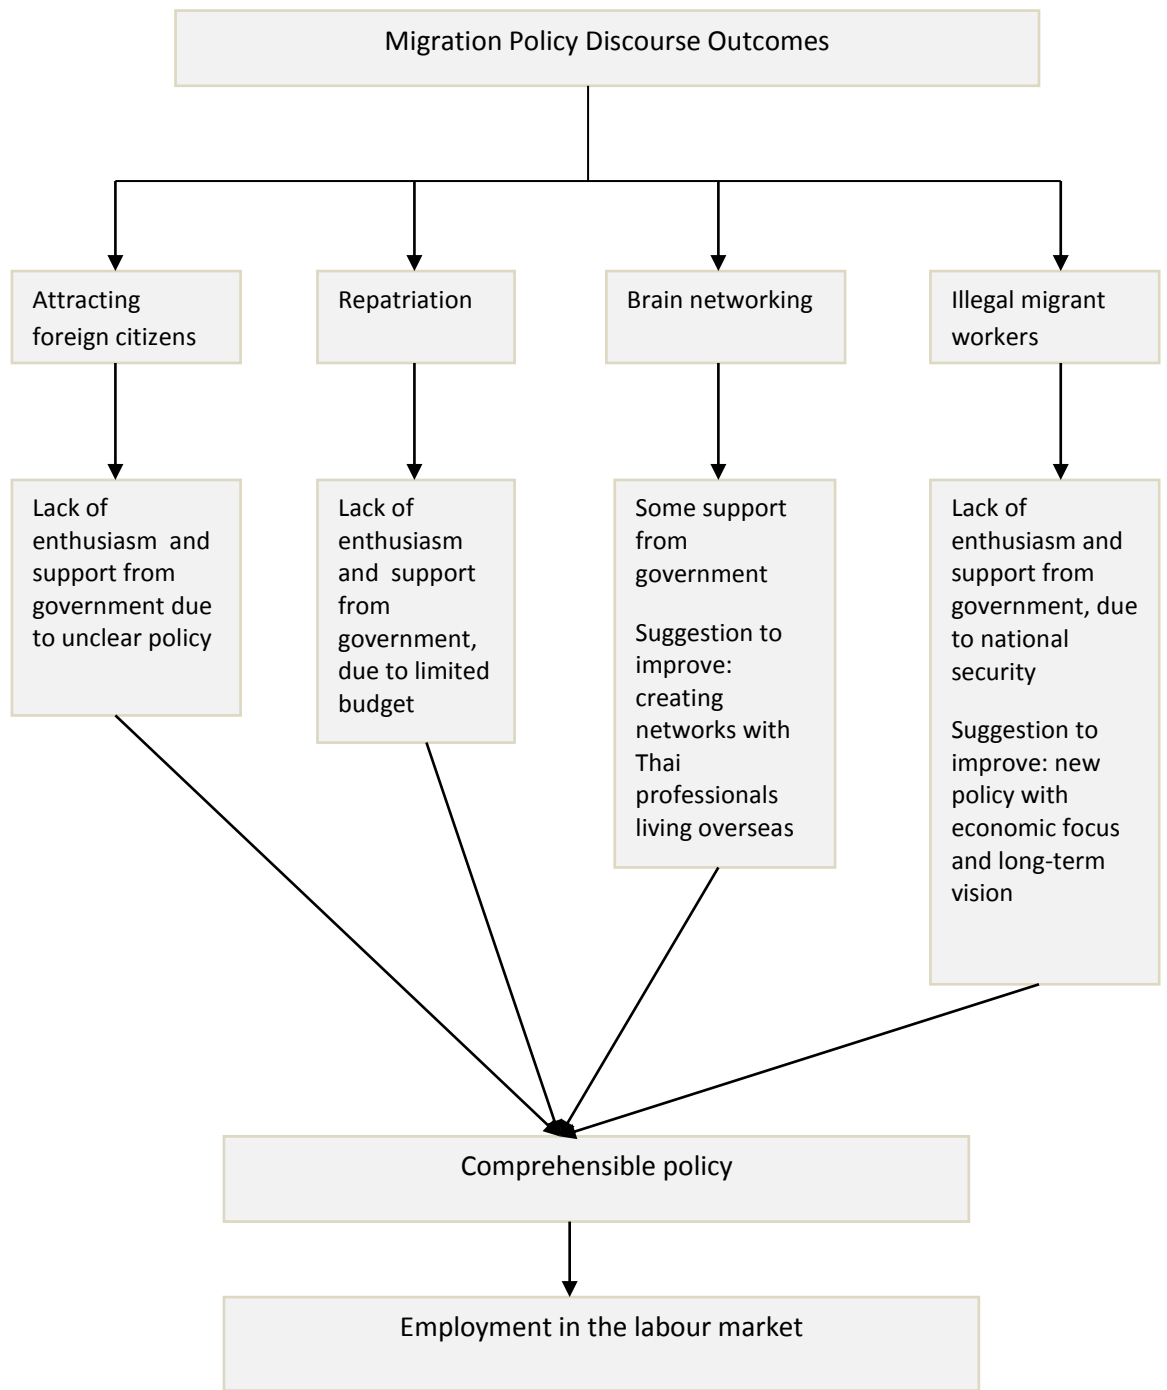 Migration Policy Discourse Outcomes
Attracting
foreign citizens
Repatriation
Brain networking
Illegal migrant
workers
Lack of
enthusiasm and
support from
government due
to unclear policy
Lack of
enthusiasm
and support
from
government,
due to limited
budget
Some support
from
government
Suggestion to
improve:
creating
networks with
Thai
professionals
living overseas
Lack of
enthusiasm and
support from
government, due
to national
security
Suggestion to
improve: new
policy with
economic focus
and long-term
vision
Comprehensible policy
Employment in the labour market